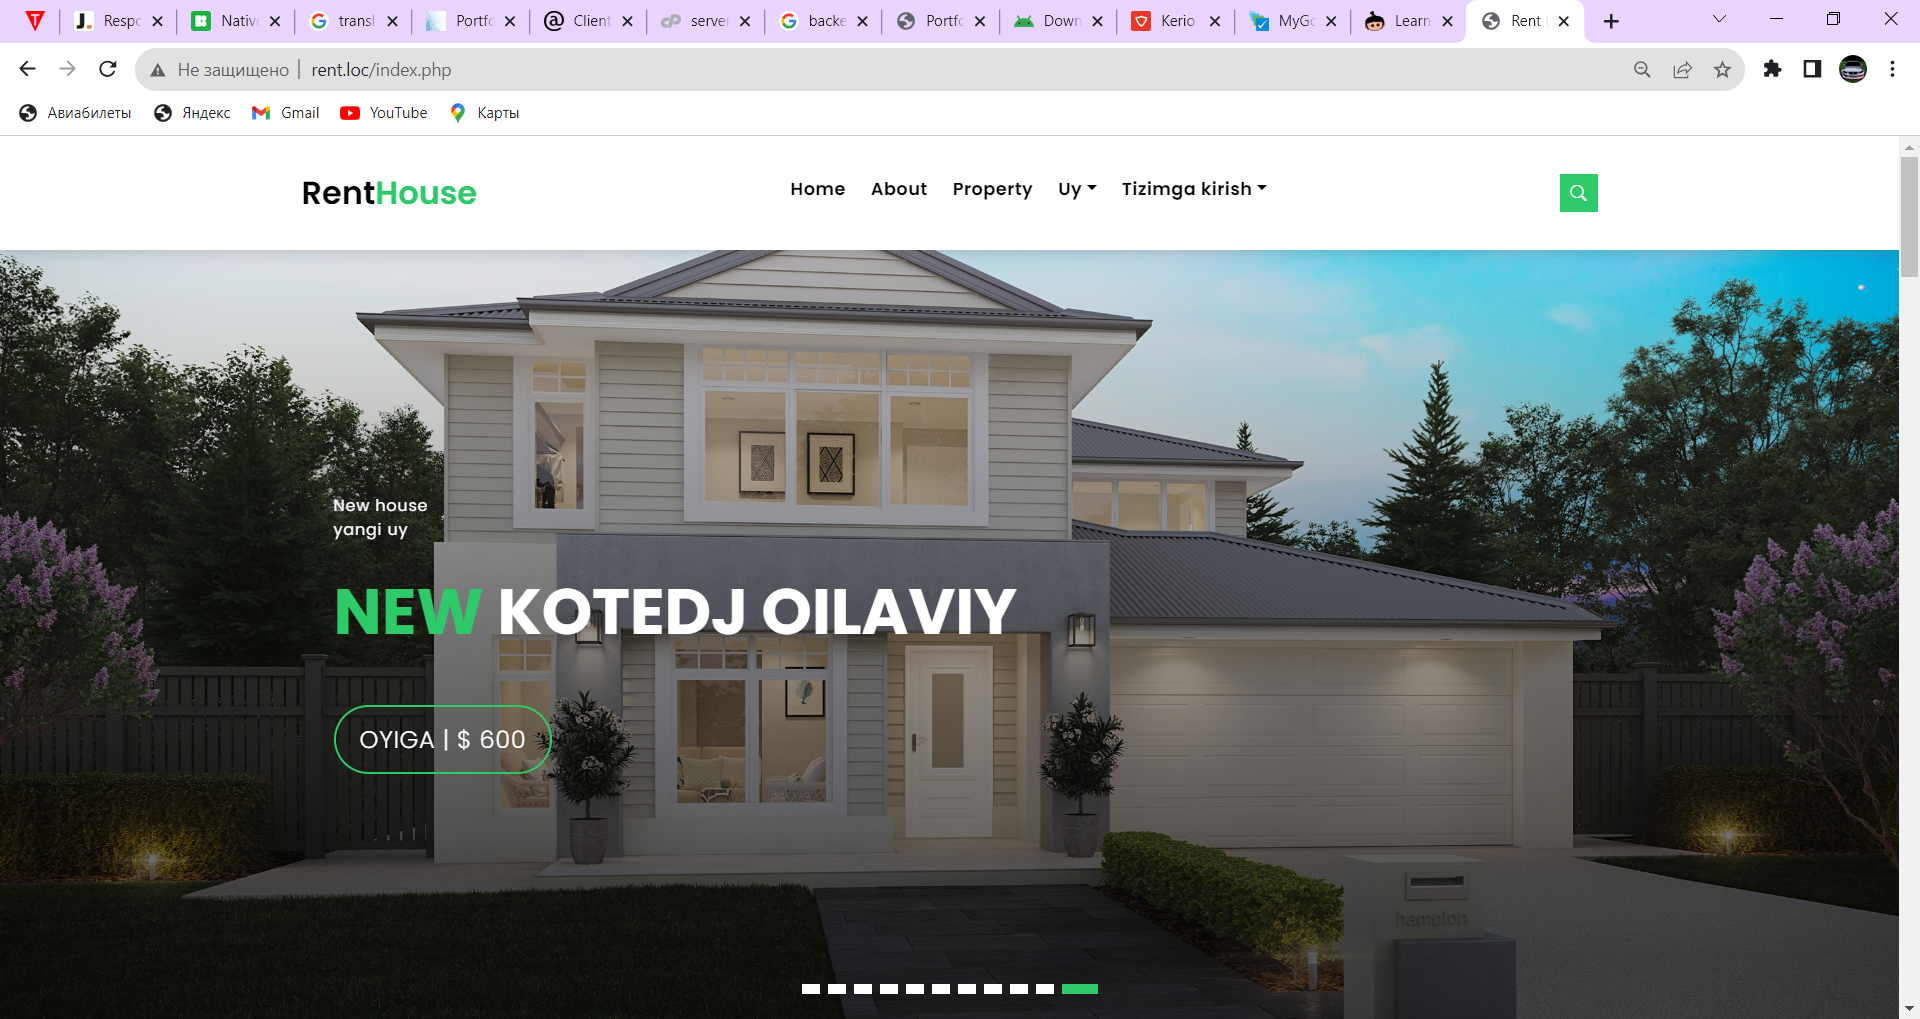 Respo
Native
transl
Portfo
Client
server
backe
Portfo
Down
Kerio
MyGo
Learn
Rent
Не защищено | rent.loc/index.php
Авиабилеты
Яндекс
Gmail
YouTube
Карты
RentHouse
Home
About
Property
Uy
Tizimga kirish
New house
yangi uy
NEW KOTEDJ OILAVIY
OYIGA | $ 600
hampton